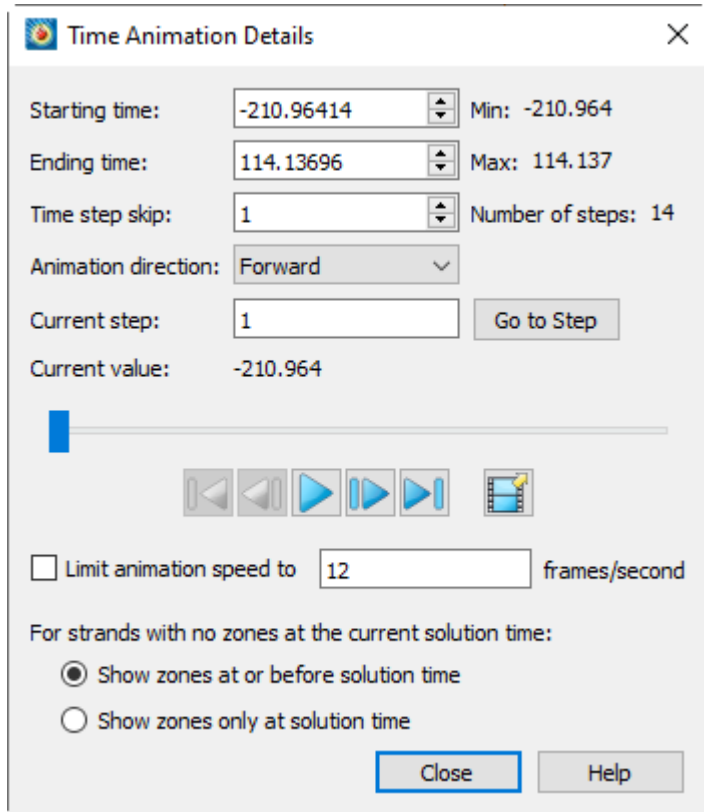 Time Animation Details
Starting time: -210.96414 Min: -210.964
Ending time: 114.13696 Max: 114.137
Time step skip: 1 Number of steps: 14
Animation direction: Forward
Current step: 1 Go to Step
Current value: -210.964
Limit animation speed to 12 frames/second
For strands with no zones at the current solution time:
Show zones at or before solution time
Show zones only at solution time
Close Help